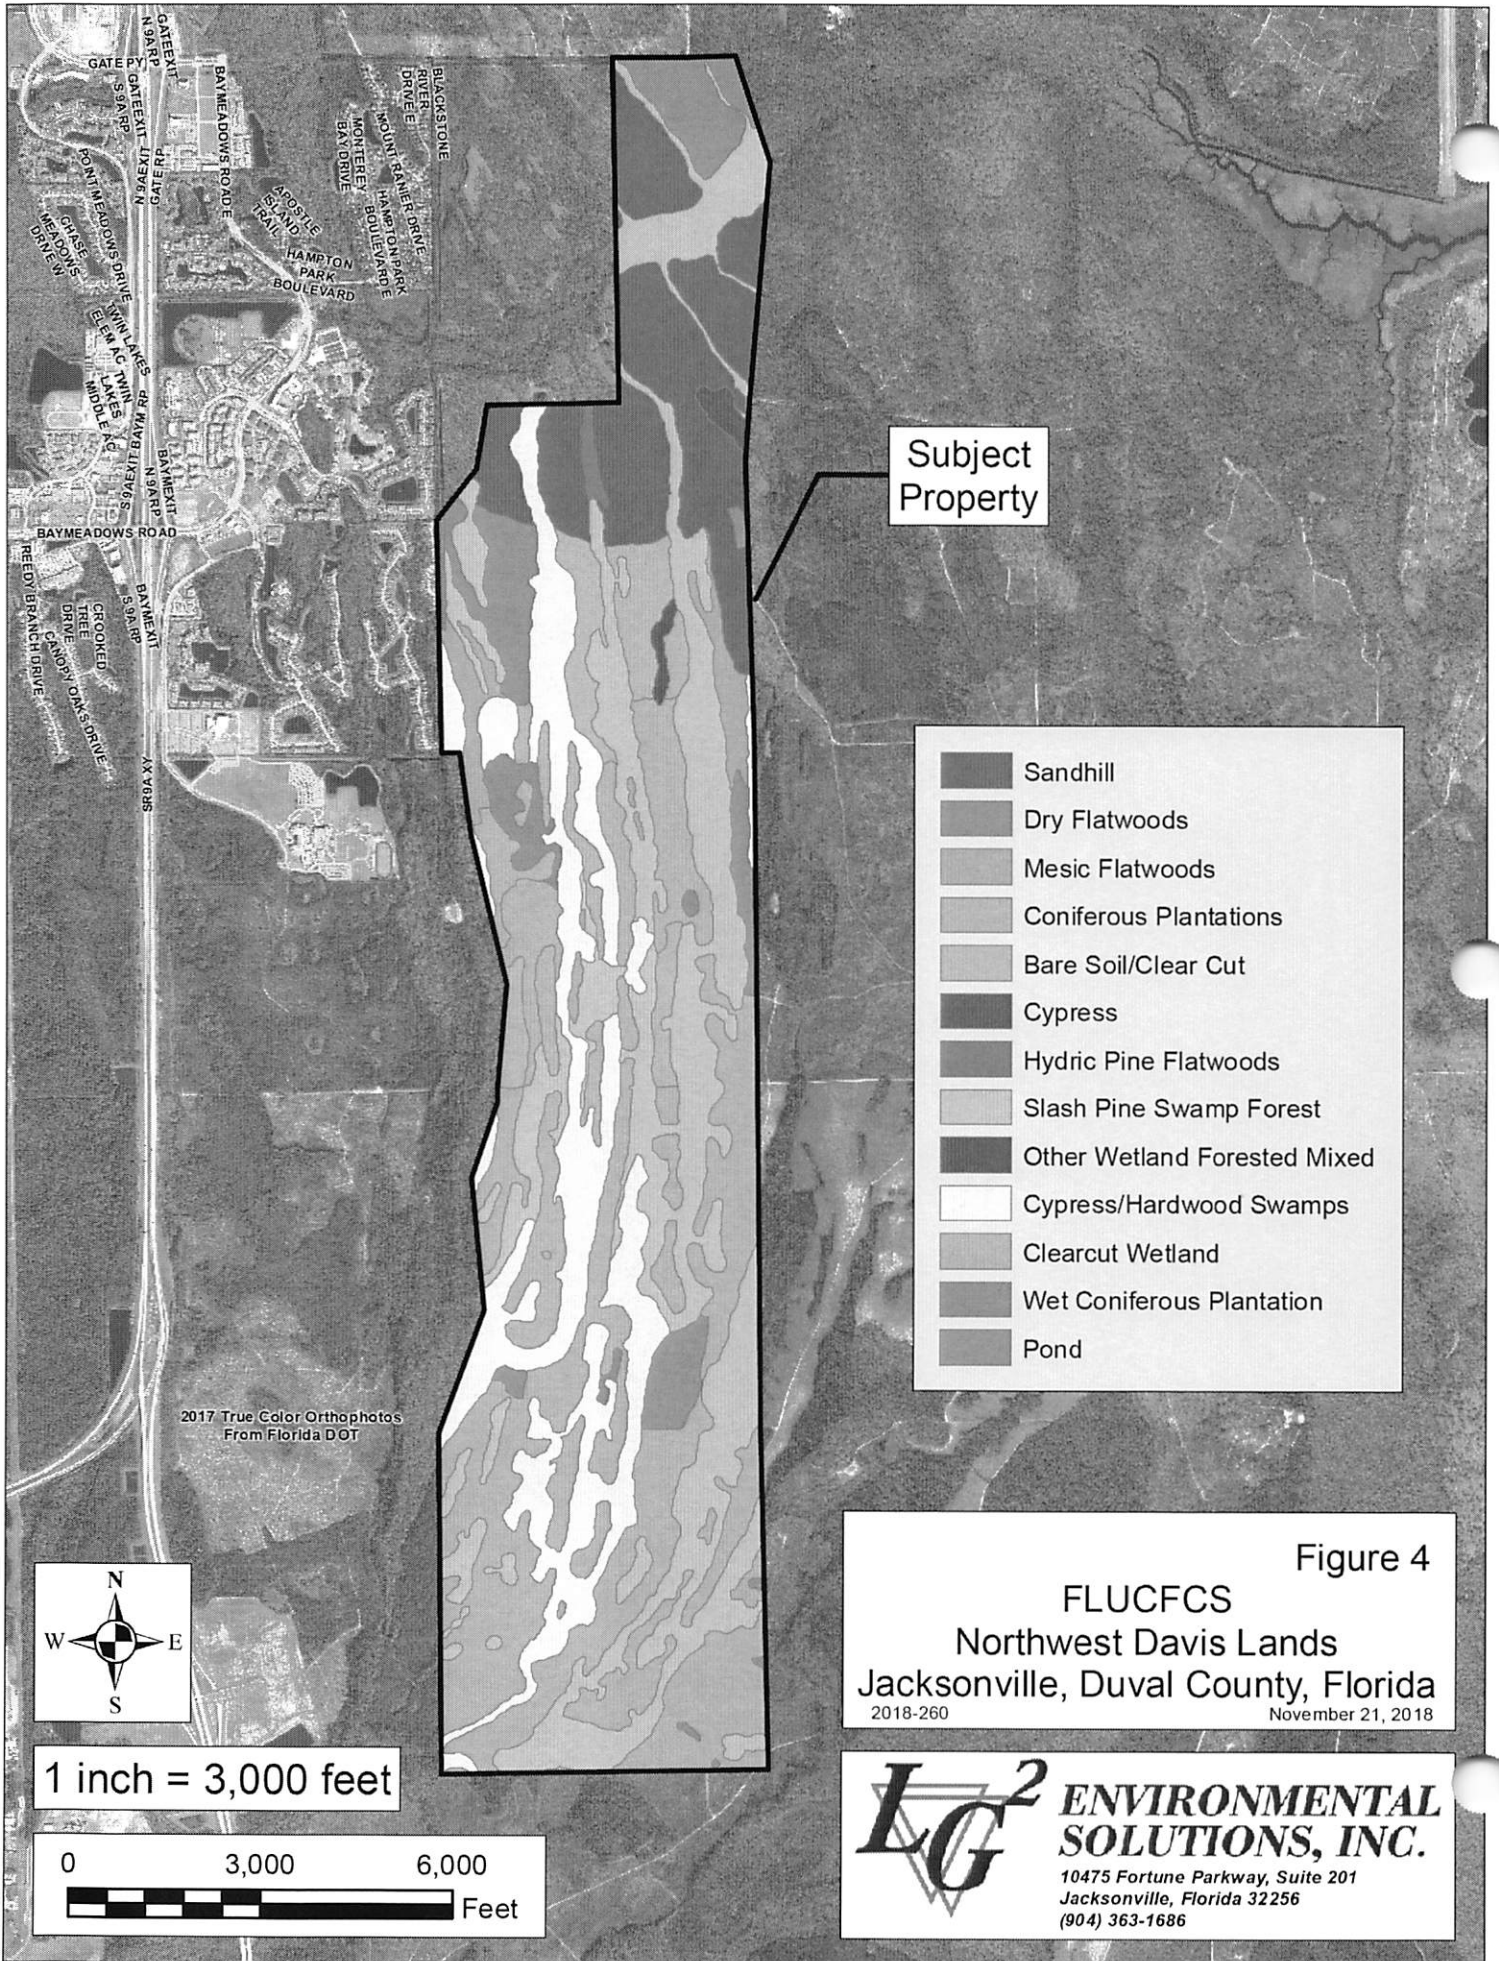 GATEEXIT
N 9A RP
GATE PY
GATEEXIT
S 9A RP
BAYMEADOWS ROAD E
N 9AEXIT
GATE RP
POINT MEADOWS DRIVE
CHASE
MEADOWS
DRIVE W
BLACKSTONE
RIVER
DRIVE E
MOUNT RANIER DRIVE
MONTEREY
BAY DRIVE
HAMPTON PARK
BOULEVARD E
APOSTLE
ISLAND
TRAIL
HAMPTON
PARK
BOULEVARD
TWIN LAKES
ELEM AC
TWIN
LAKES
MIDDLE AC
S 9AEXIT BAYM RP
BAYMEXIT
N 9A RP
BAYMEADOWS ROAD
REEDY BRANCH DRIVE
BAYMEXIT
S 9A RP
CROOKED
TREE
DRIVE
CANOPY OAKS DRIVE
SR9A XY
Subject
Property
Sandhill
Dry Flatwoods
Mesic Flatwoods
Coniferous Plantations
Bare Soil/Clear Cut
Cypress
Hydric Pine Flatwoods
Slash Pine Swamp Forest
Other Wetland Forested Mixed
Cypress/Hardwood Swamps
Clearcut Wetland
Wet Coniferous Plantation
Pond
2017 True Color Orthophotos
From Florida DOT
N
W E
S
1 inch = 3,000 feet
0 3,000 6,000
Feet
Figure 4
FLUCFCS
Northwest Davis Lands
Jacksonville, Duval County, Florida
2018-260 November 21, 2018
LG2 ENVIRONMENTAL
SOLUTIONS, INC.
10475 Fortune Parkway, Suite 201
Jacksonville, Florida 32256
(904) 363-1686